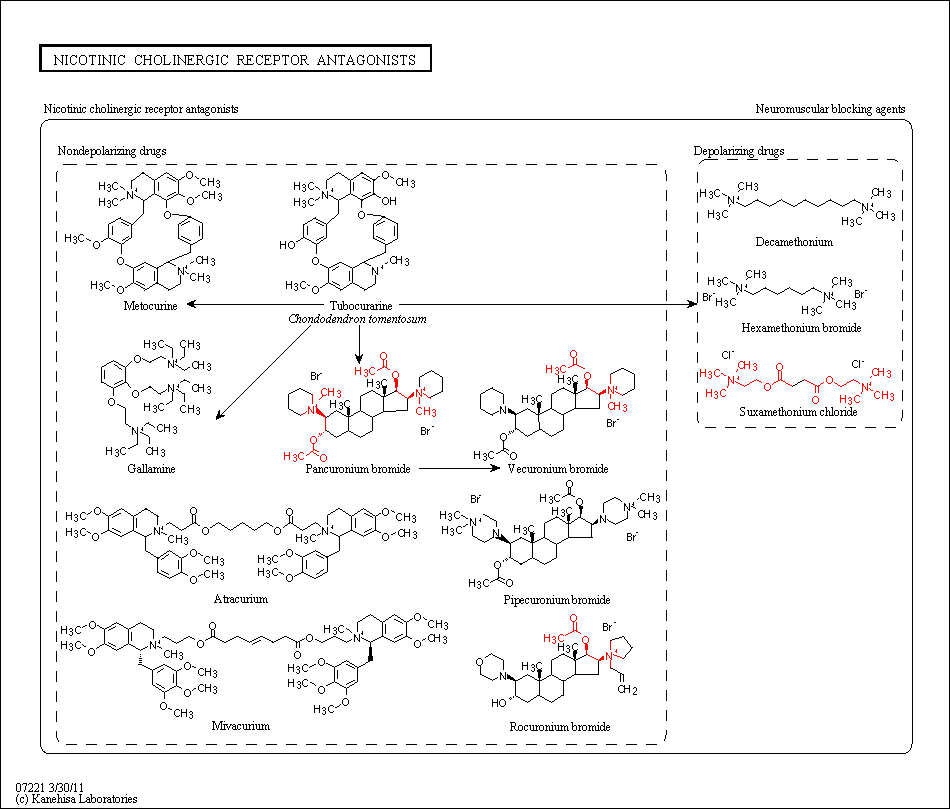 NICOTINIC CHOLINERGIC RECEPTOR ANTAGONISTS
Nicotinic cholinergic receptor antagonists
Neuromuscular blocking agents
Nondepolarizing drugs
Depolarizing drugs
Metocurine
Tubocurarine
Chondodendron tomentosum
Decamethonium
Hexamethonium bromide
Suxamethonium chloride
Gallamine
Pancuronium bromide
Vecuronium bromide
Atracurium
Pipecuronium bromide
Mivacurium
Rocuronium bromide
07221 3/30/11
(c) Kanehisa Laboratories